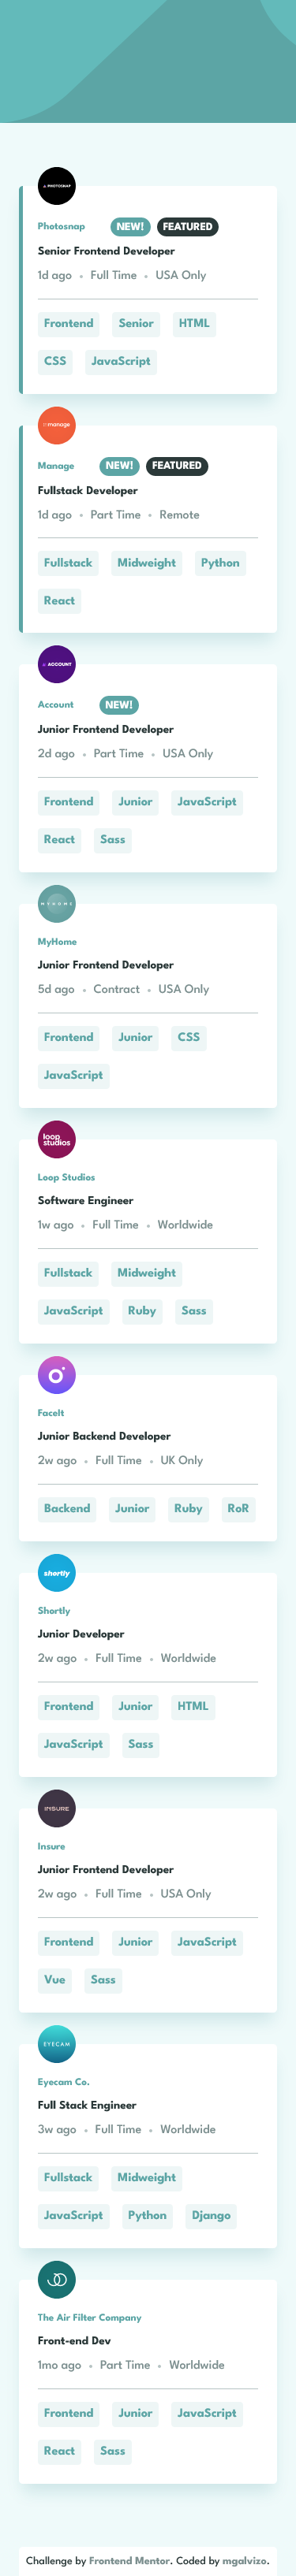 PHOTOSNAP
Photosnap NEW! FEATURED
Senior Frontend Developer
1d ago • Full Time • USA Only
Frontend Senior HTML
CSS JavaScript
manage
Manage NEW! FEATURED
Fullstack Developer
1d ago • Part Time • Remote
Fullstack Midweight Python
React
ACCOUNT
Account NEW!
Junior Frontend Developer
2d ago • Part Time • USA Only
Frontend Junior JavaScript
React Sass
MYHOME
MyHome
Junior Frontend Developer
5d ago • Contract • USA Only
Frontend Junior CSS
JavaScript
loop
studios
Loop Studios
Software Engineer
1w ago • Full Time • Worldwide
Fullstack Midweight
JavaScript Ruby Sass
FaceIt
Junior Backend Developer
2w ago • Full Time • UK Only
Backend Junior Ruby RoR
shortly
Shortly
Junior Developer
2w ago • Full Time • Worldwide
Frontend Junior HTML
JavaScript Sass
INSURE
Insure
Junior Frontend Developer
2w ago • Full Time • USA Only
Frontend Junior JavaScript
Vue Sass
EYECAM
Eyecam Co.
Full Stack Engineer
3w ago • Full Time • Worldwide
Fullstack Midweight
JavaScript Python Django
The Air Filter Company
Front-end Dev
1mo ago • Part Time • Worldwide
Frontend Junior JavaScript
React Sass
Challenge by Frontend Mentor. Coded by mgalvizo.